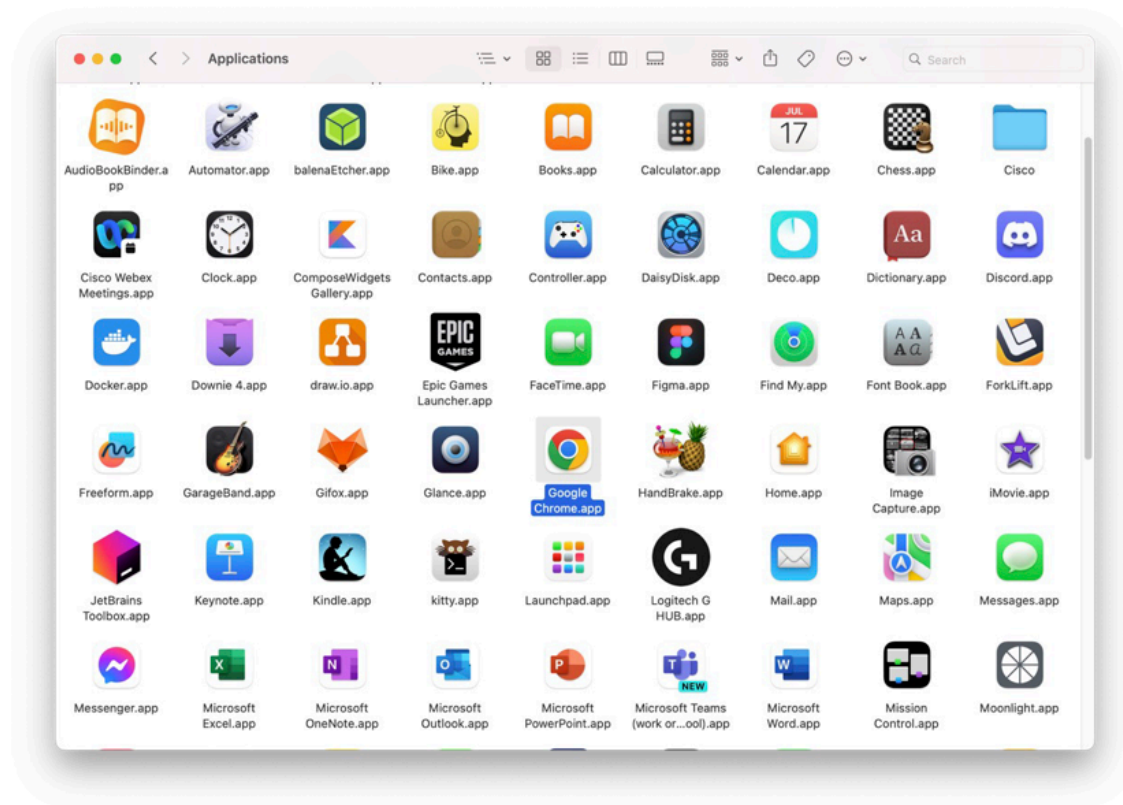 Applications
Search
AudioBookBinder.a
pp
Automator.app
balenaEtcher.app
Bike.app
Books.app
Calculator.app
JUL
17
Calendar.app
Chess.app
Cisco
Cisco Webex
Meetings.app
Clock.app
ComposeWidgets
Gallery.app
Contacts.app
Controller.app
DaisyDisk.app
Deco.app
Aa
Dictionary.app
Discord.app
Docker.app
Downie 4.app
draw.io.app
EPIC
GAMES
Epic Games
Launcher.app
FaceTime.app
Figma.app
Find My.app
A A
A a
Font Book.app
ForkLift.app
Freeform.app
GarageBand.app
Gifox.app
Glance.app
Google
Chrome.app
HandBrake.app
Home.app
Image
Capture.app
iMovie.app
JetBrains
Toolbox.app
Keynote.app
Kindle.app
kitty.app
Launchpad.app
Logitech G
HUB.app
Mail.app
Maps.app
Messages.app
Messenger.app
X
Microsoft
Excel.app
N
Microsoft
OneNote.app
O
Microsoft
Outlook.app
P
Microsoft
PowerPoint.app
T
NEW
Microsoft Teams
(work or...ool).app
W
Microsoft
Word.app
Mission
Control.app
Moonlight.app